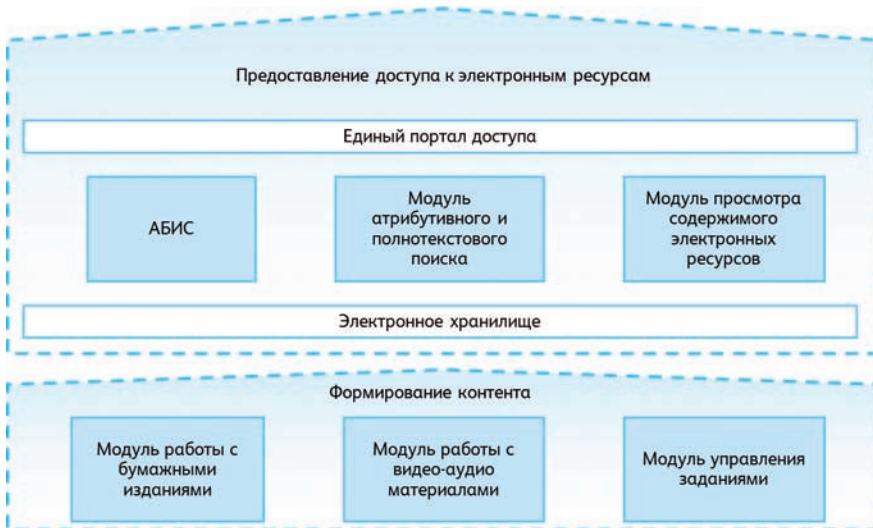 Предоставление доступа к электронным ресурсам
Единый портал доступа
АБИС
Модуль
атрибутивного и
полнотекстового
поиска
Модуль просмотра
содержимого
электронных
ресурсов
Электронное хранилище
Формирование контента
Модуль работы с
бумажными
изданиями
Модуль работы с
видео-аудио
материалами
Модуль управления
заданиями